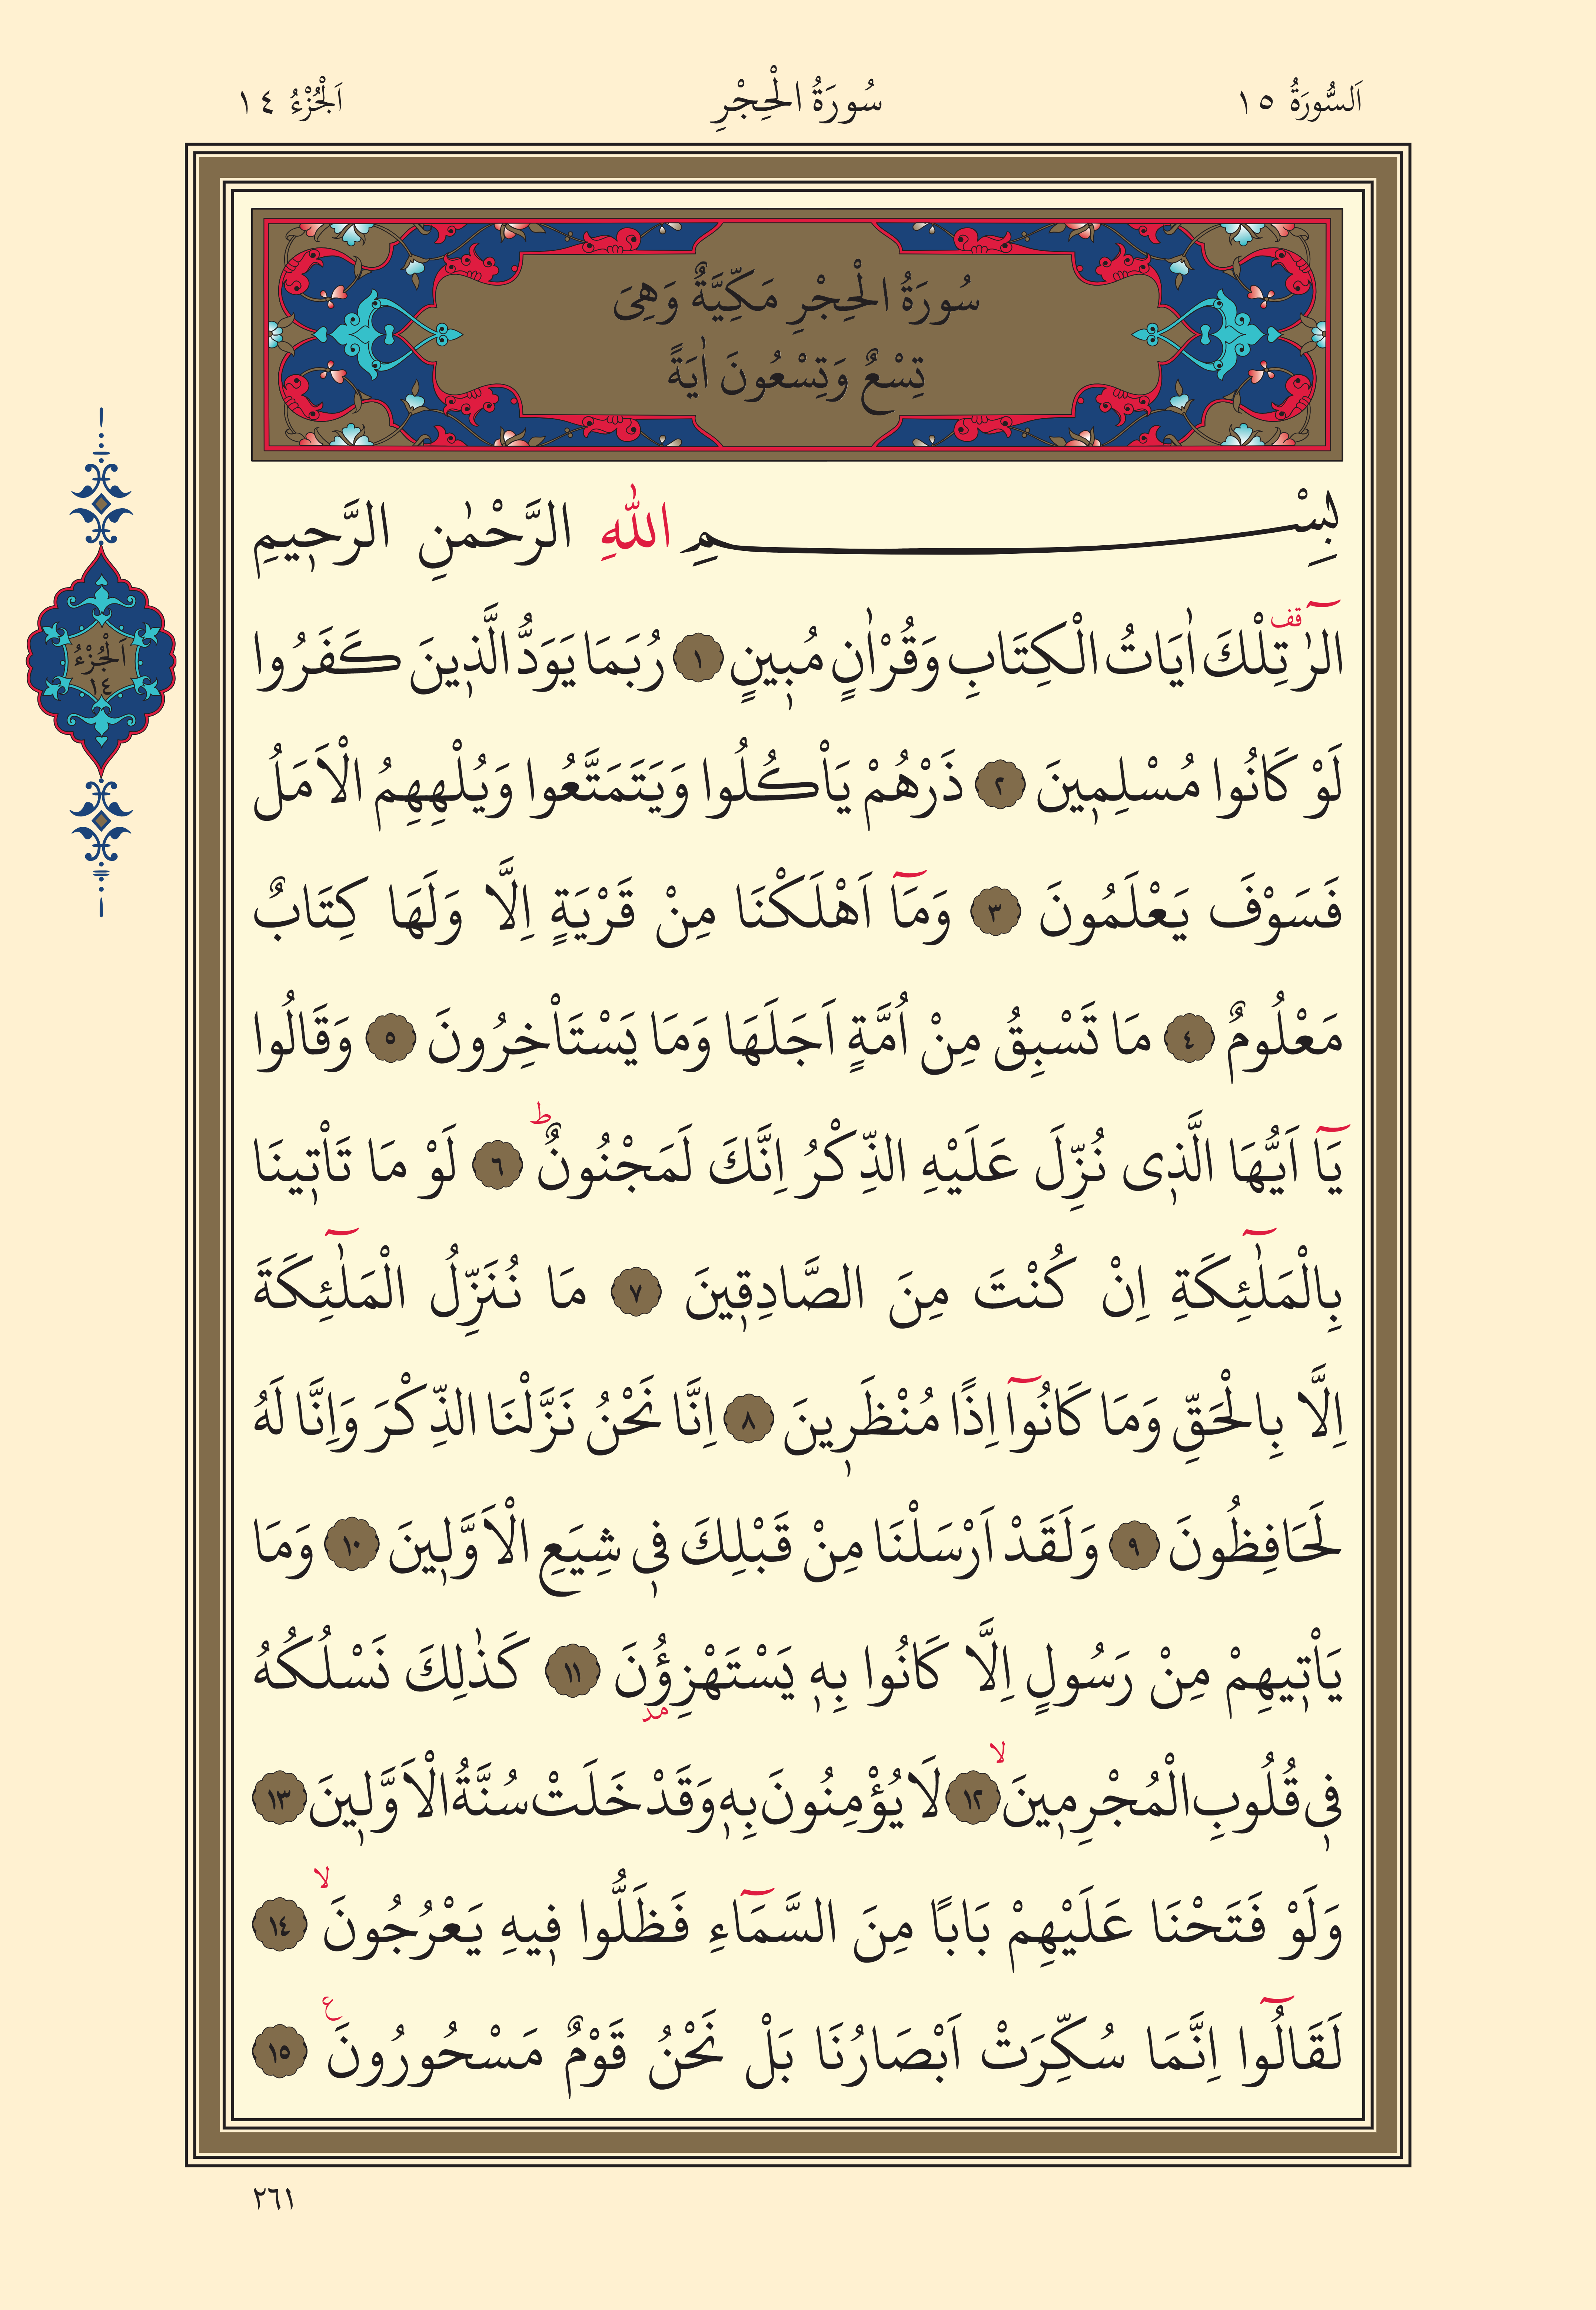 اَلسُّورَةُ ١٥
سُورَةُ الْحِجْرِ
اَلْجُزْءُ ١٤
سُورَةُ الْحِجْرِ مَكِّيَّةٌ وَهِىَ
تِسْعٌ وَتِسْعُونَ اٰيَةً
بِسْمِ اللّٰهِ الرَّحْمٰنِ الرَّحٖيمِ
الٓرٰ ࣞقف تِلْكَ اٰيَاتُ الْكِتَابِ وَقُرْاٰنٍ مُبٖينٍ ١ رُبَمَا يَوَدُّ الَّذٖينَ كَفَرُوا
لَوْ كَانُوا مُسْلِمٖينَ ٢ ذَرْهُمْ يَاْكُلُوا وَيَتَمَتَّعُوا وَيُلْهِهِمُ الْاَمَلُ
فَسَوْفَ يَعْلَمُونَ ٣ وَمَٓا اَهْلَكْنَا مِنْ قَرْيَةٍ اِلَّا وَلَهَا كِتَابٌ
مَعْلُومٌ ٤ مَا تَسْبِقُ مِنْ اُمَّةٍ اَجَلَهَا وَمَا يَسْتَاْخِرُونَ ٥ وَقَالُوا
يَٓا اَيُّهَا الَّذٖى نُزِّلَ عَلَيْهِ الذِّكْرُ اِنَّكَ لَمَجْنُونٌ ط ٦ لَوْ مَا تَاْتٖينَا
بِالْمَلٰٓئِكَةِ اِنْ كُنْتَ مِنَ الصَّادِقٖينَ ٧ مَا نُنَزِّلُ الْمَلٰٓئِكَةَ
اِلَّا بِالْحَقِّ وَمَا كَانُٓوا اِذًا مُنْظَرٖينَ ٨ اِنَّا نَحْنُ نَزَّلْنَا الذِّكْرَ وَاِنَّا لَهُ
لَحَافِظُونَ ٩ وَلَقَدْ اَرْسَلْنَا مِنْ قَبْلِكَ فٖى شِيَعِ الْاَوَّلٖينَ ١٠ وَمَا
يَاْتٖيهِمْ مِنْ رَسُولٍ اِلَّا كَانُوا بِهٖ يَسْتَهْزِؤُنَ مد ١١ كَذٰلِكَ نَسْلُكُهُ
فٖى قُلُوبِ الْمُجْرِمٖينَ لا ١٢ لَا يُؤْمِنُونَ بِهٖ وَقَدْ خَلَتْ سُنَّةُ الْاَوَّلٖينَ ١٣
وَلَوْ فَتَحْنَا عَلَيْهِمْ بَابًا مِنَ السَّمَٓاءِ فَظَلُّوا فٖيهِ يَعْرُجُونَ لا ١٤
لَقَالُٓوا اِنَّمَا سُكِّرَتْ اَبْصَارُنَا بَلْ نَحْنُ قَوْمٌ مَسْحُورُونَ ع ١٥
اَلْجُزْءُ
١٤
٢٦١